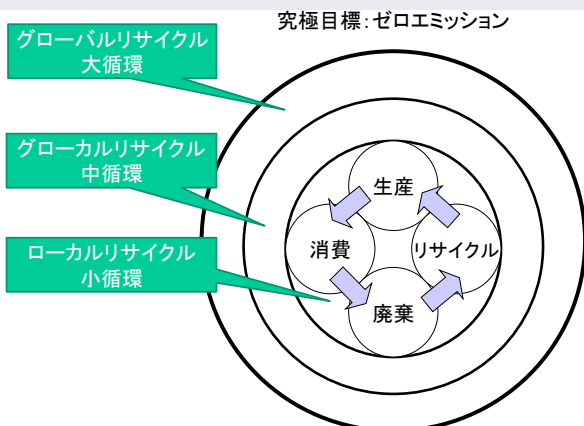 究極目標：ゼロエミッション
グローバルリサイクル
大循環
グローカルリサイクル
中循環
ローカルリサイクル
小循環
生産
消費
リサイクル
廃棄